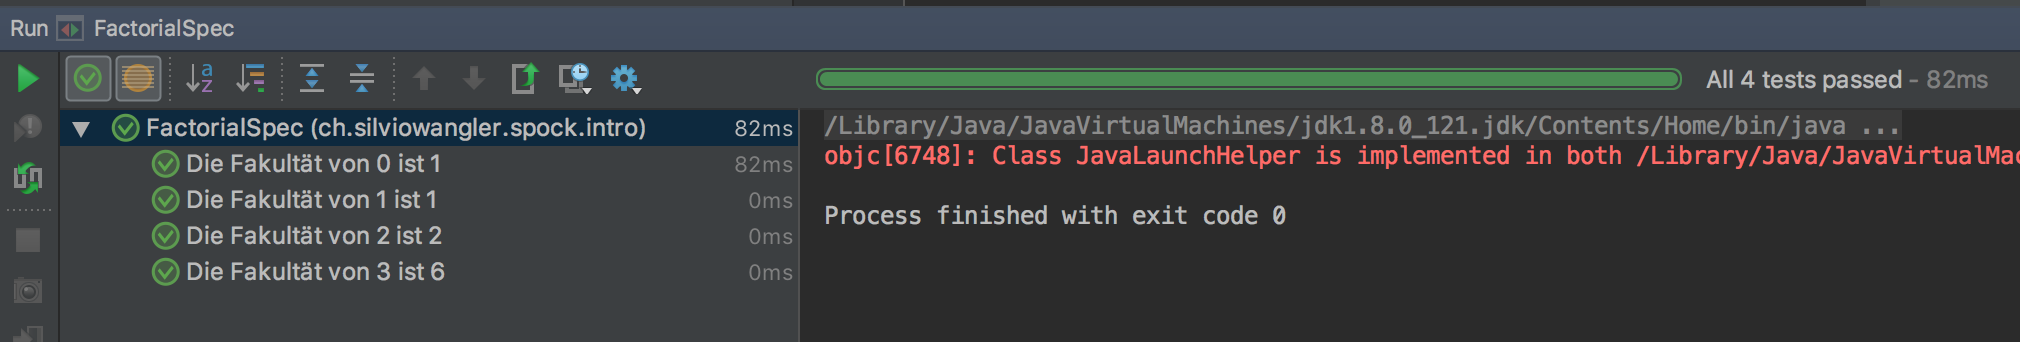 Run FactorialSpec
All 4 tests passed - 82ms
FactorialSpec (ch.silviowangler.spock.intro) 82ms
Die Fakultät von 0 ist 1 82ms
Die Fakultät von 1 ist 1 0ms
Die Fakultät von 2 ist 2 0ms
Die Fakultät von 3 ist 6 0ms
/Library/Java/JavaVirtualMachines/jdk1.8.0_121.jdk/Contents/Home/bin/java ...
objc[6748]: Class JavaLaunchHelper is implemented in both /Library/Java/JavaVirtualMac
Process finished with exit code 0